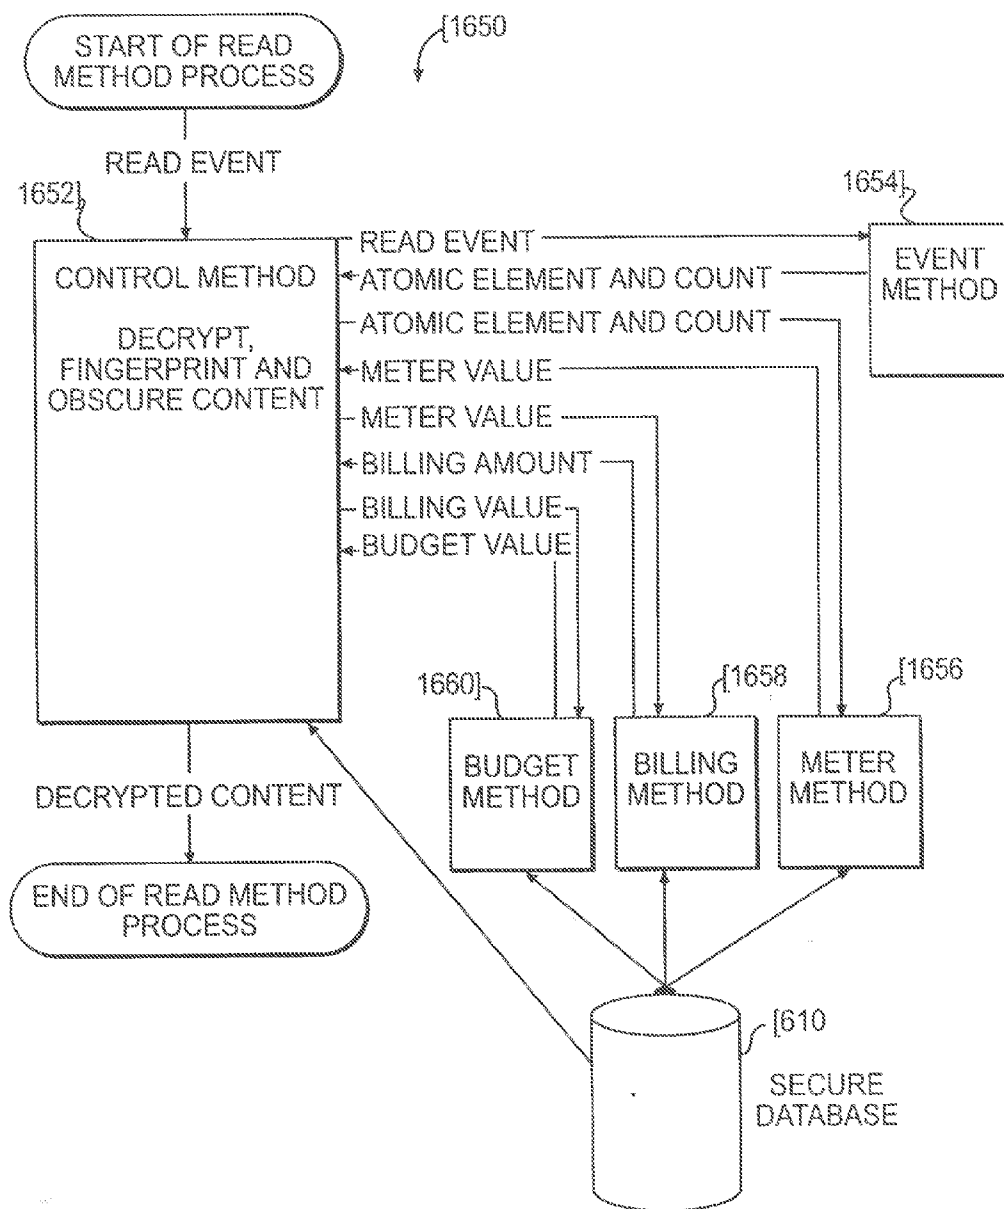 [1650
START OF READ
METHOD PROCESS
READ EVENT
1652]
1654]
CONTROL METHOD
DECRYPT,
FINGERPRINT AND
OBSCURE CONTENT
READ EVENT
ATOMIC ELEMENT AND COUNT
ATOMIC ELEMENT AND COUNT
METER VALUE
METER VALUE
BILLING AMOUNT
BILLING VALUE
BUDGET VALUE
EVENT
METHOD
1660]
[1658
[1656
BUDGET
METHOD
BILLING
METHOD
METER
METHOD
DECRYPTED CONTENT
END OF READ METHOD
PROCESS
[610
SECURE
DATABASE